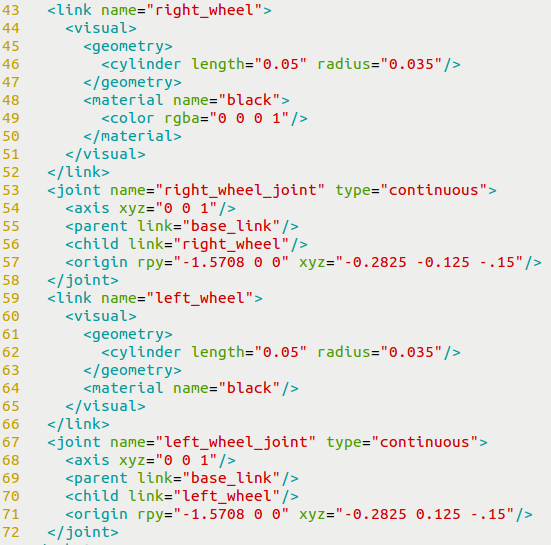 43 <link name="right_wheel">
44 <visual>
45 <geometry>
46 <cylinder length="0.05" radius="0.035"/>
47 </geometry>
48 <material name="black">
49 <color rgba="0 0 0 1"/>
50 </material>
51 </visual>
52 </link>
53 <joint name="right_wheel_joint" type="continuous">
54 <axis xyz="0 0 1"/>
55 <parent link="base_link"/>
56 <child link="right_wheel"/>
57 <origin rpy="-1.5708 0 0" xyz="-0.2825 -0.125 -.15"/>
58 </joint>
59 <link name="left_wheel">
60 <visual>
61 <geometry>
62 <cylinder length="0.05" radius="0.035"/>
63 </geometry>
64 <material name="black"/>
65 </visual>
66 </link>
67 <joint name="left_wheel_joint" type="continuous">
68 <axis xyz="0 0 1"/>
69 <parent link="base_link"/>
70 <child link="left_wheel"/>
71 <origin rpy="-1.5708 0 0" xyz="-0.2825 0.125 -.15"/>
72 </joint>